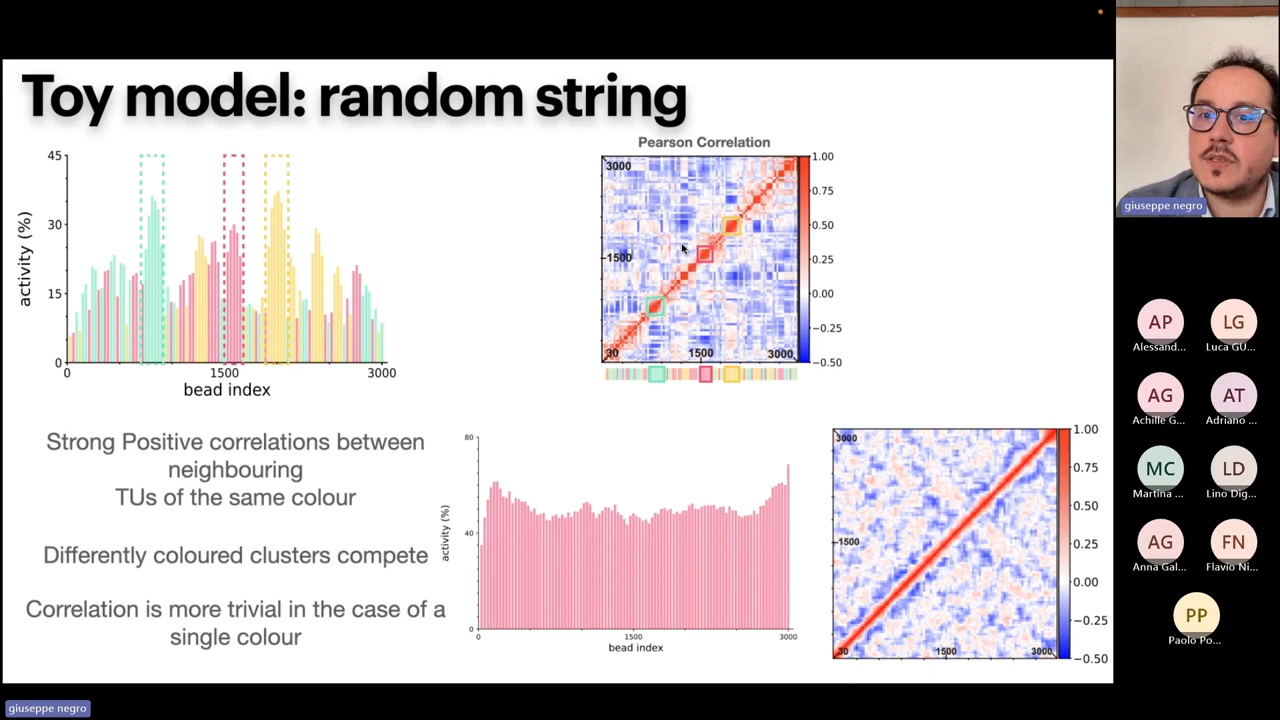 Toy model: random string
Pearson Correlation
45
30
15
0
activity (%)
0
1500
3000
bead index
3000
1500
30
1500
3000
1.00
0.75
0.50
0.25
0.00
−0.25
−0.50
Strong Positive correlations between
neighbouring
TUs of the same colour
Differently coloured clusters compete
Correlation is more trivial in the case of a
single colour
80
40
0
activity (%)
0
1500
3000
bead index
3000
1500
30
1500
3000
1.00
0.75
0.50
0.25
0.00
−0.25
−0.50
giuseppe negro
AP
Alessand...
LG
Luca GU...
AG
Achille G...
AT
Adriano ...
MC
Martina ...
LD
Lino Dig...
AG
Anna Gal...
FN
Flavio Ni...
PP
Paolo Po...
giuseppe negro